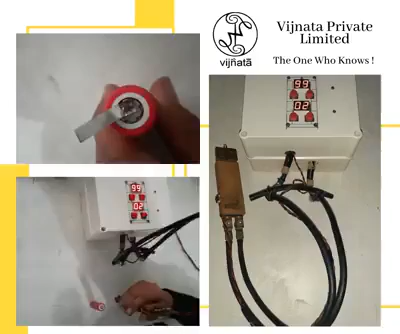 vijñatā
Vijnata Private
Limited
The One Who Knows !
99
02
99
02